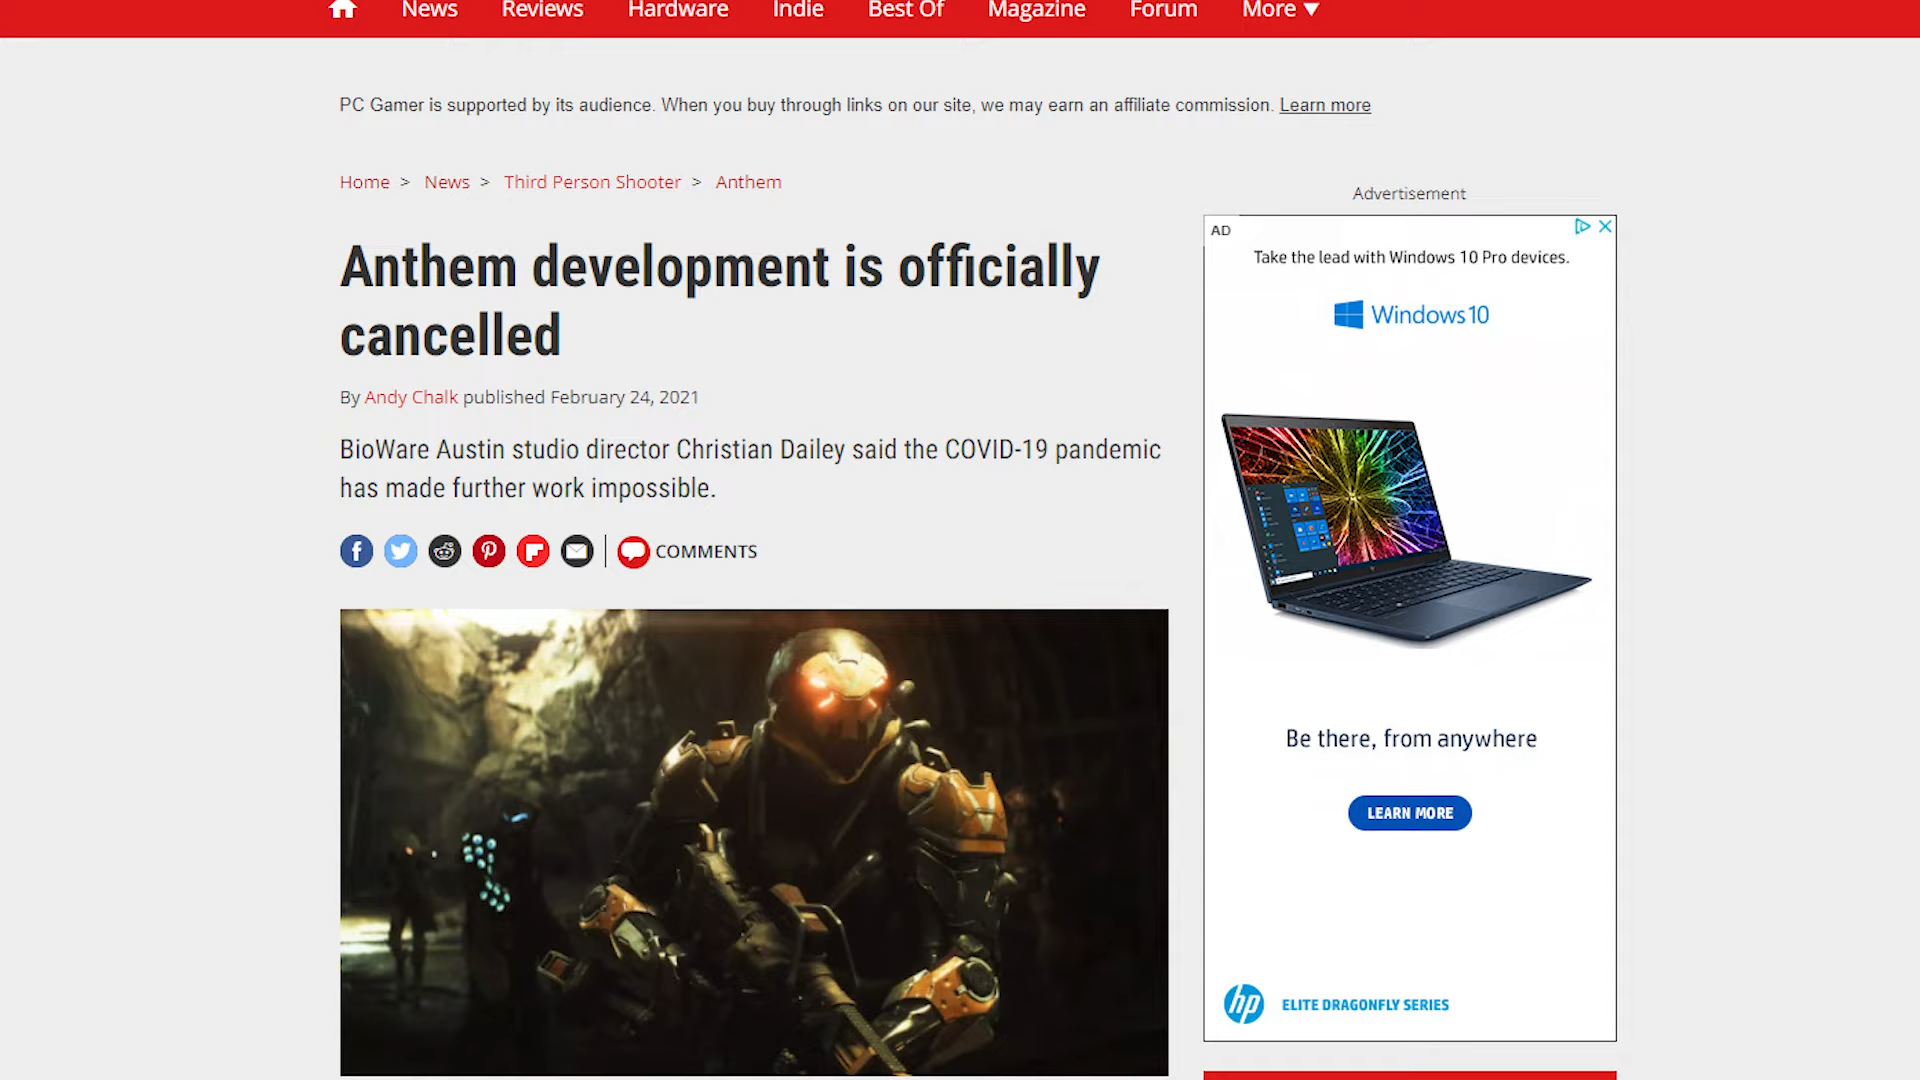 News Reviews Hardware Indie Best Of Magazine Forum More ▼
PC Gamer is supported by its audience. When you buy through links on our site, we may earn an affiliate commission. Learn more
Home > News > Third Person Shooter > Anthem
Anthem development is officially
cancelled
By Andy Chalk published February 24, 2021
BioWare Austin studio director Christian Dailey said the COVID-19 pandemic
has made further work impossible.
COMMENTS
Advertisement
AD
Take the lead with Windows 10 Pro devices.
Windows 10
Be there, from anywhere
LEARN MORE
hp ELITE DRAGONFLY SERIES